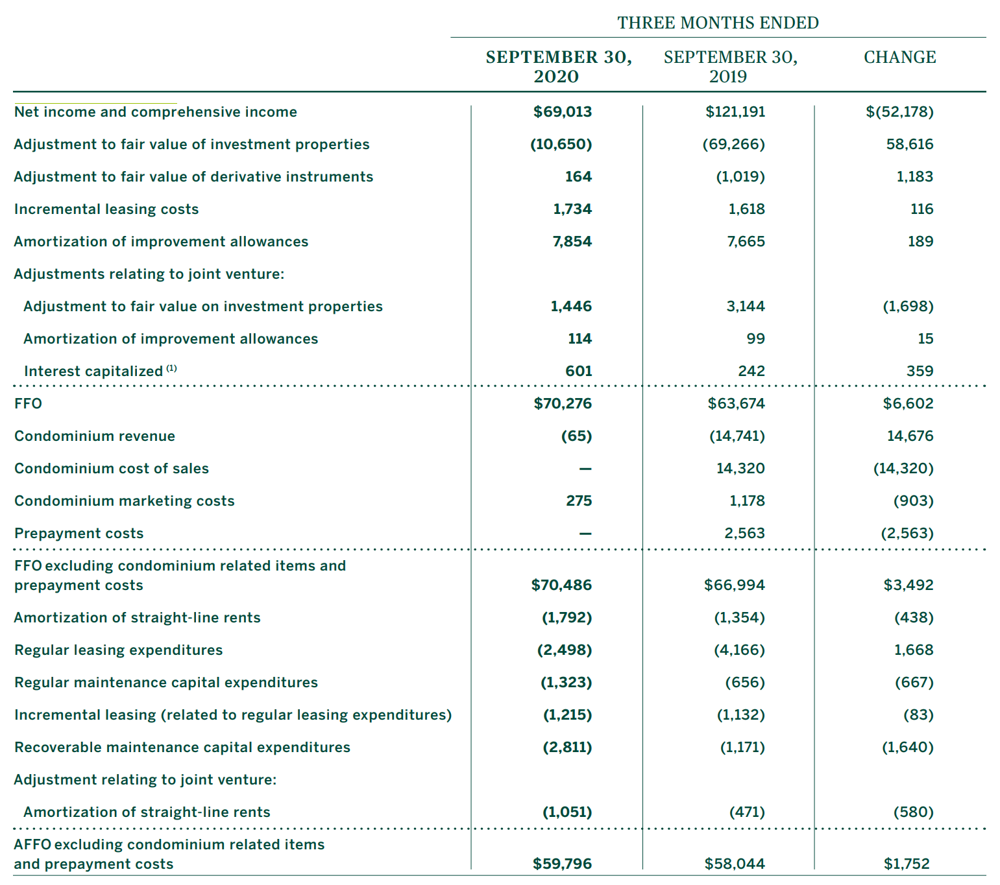 THREE MONTHS ENDED
SEPTEMBER 30, 2020 SEPTEMBER 30, 2019 CHANGE
Net income and comprehensive income $69,013 $121,191 $(52,178)
Adjustment to fair value of investment properties (10,650) (69,266) 58,616
Adjustment to fair value of derivative instruments 164 (1,019) 1,183
Incremental leasing costs 1,734 1,618 116
Amortization of improvement allowances 7,854 7,665 189
Adjustments relating to joint venture:
Adjustment to fair value on investment properties 1,446 3,144 (1,698)
Amortization of improvement allowances 114 99 15
Interest capitalized (1) 601 242 359
FFO $70,276 $63,674 $6,602
Condominium revenue (65) (14,741) 14,676
Condominium cost of sales — 14,320 (14,320)
Condominium marketing costs 275 1,178 (903)
Prepayment costs — 2,563 (2,563)
FFO excluding condominium related items and
prepayment costs $70,486 $66,994 $3,492
Amortization of straight-line rents (1,792) (1,354) (438)
Regular leasing expenditures (2,498) (4,166) 1,668
Regular maintenance capital expenditures (1,323) (656) (667)
Incremental leasing (related to regular leasing expenditures) (1,215) (1,132) (83)
Recoverable maintenance capital expenditures (2,811) (1,171) (1,640)
Adjustment relating to joint venture:
Amortization of straight-line rents (1,051) (471) (580)
AFFO excluding condominium related items
and prepayment costs $59,796 $58,044 $1,752